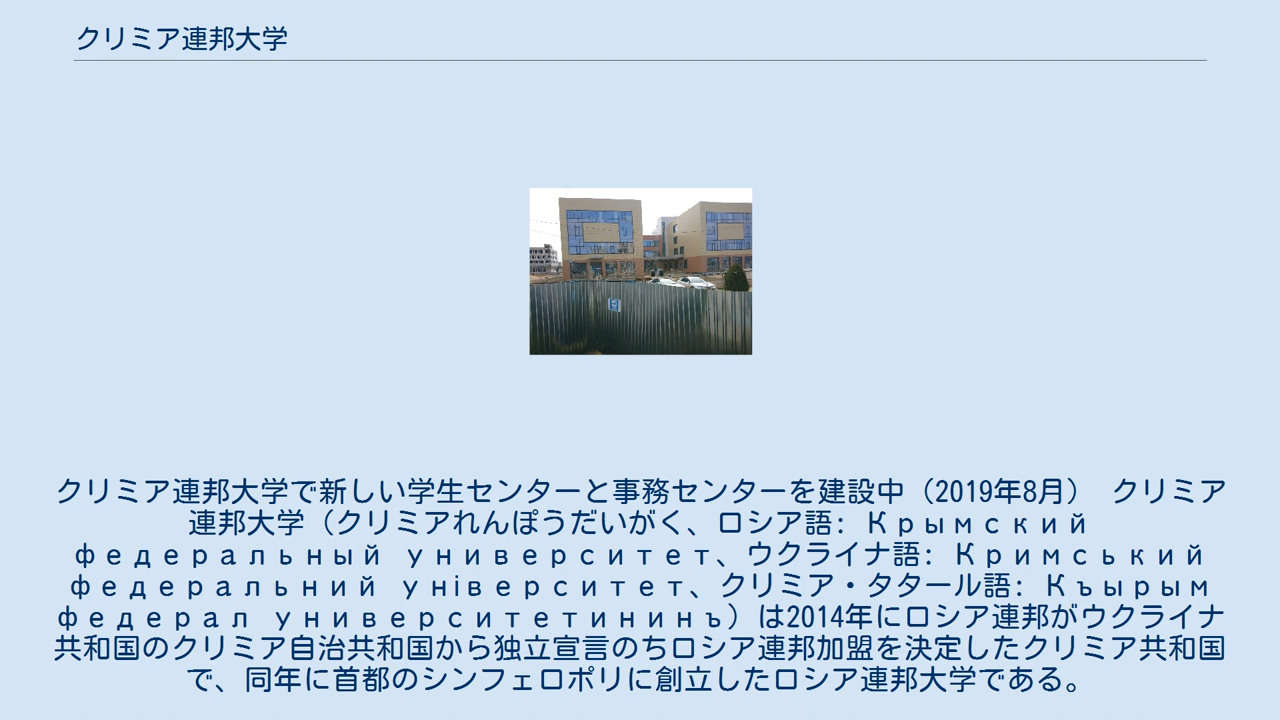 クリミア連邦大学
クリミア連邦大学で新しい学生センターと事務センターを建設中（2019年8月） クリミア
連邦大学（クリミアれんぽうだいがく、ロシア語: Крымский
федеральный университет、ウクライナ語: Кримський
федеральний університет、クリミア・タタール語: Къырым
федерал университетининъ）は2014年にロシア連邦がウクライナ
共和国のクリミア自治共和国から独立宣言のちロシア連邦加盟を決定したクリミア共和国
で、同年に首都のシンフェロポリに創立したロシア連邦大学である。